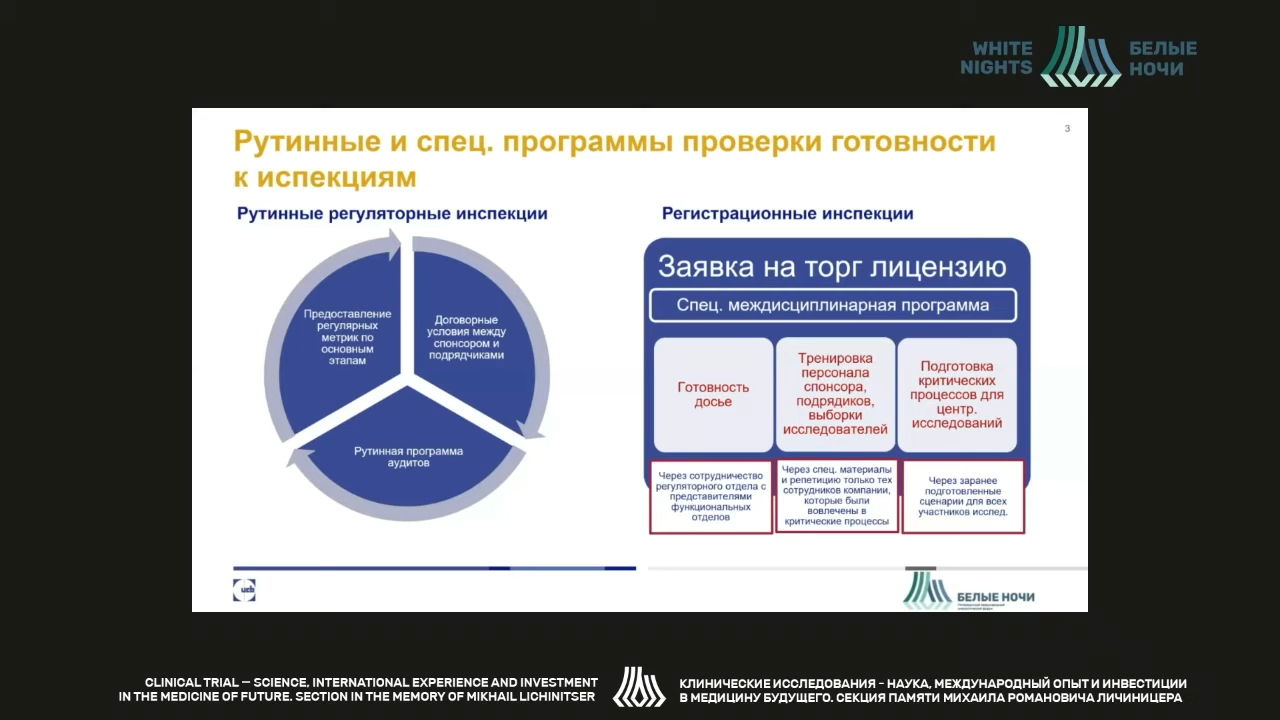 WHITE
NIGHTS
БЕЛЫЕ
НОЧИ
3
Рутинные и спец. программы проверки готовности
к испекциям
Рутинные регуляторные инспекции
Предоставление
регулярных
метрик по
основным
этапам
Договорные
условия между
спонсором и
подрядчиками
Рутинная программа
аудитов
Регистрационные инспекции
Заявка на торг лицензию
Спец. междисциплинарная программа
Готовность
досье
Тренировка
персонала
спонсора,
подрядиков,
выборки
исследователей
Подготовка
критических
процессов для
центр.
исследований
Через сотрудничество
регуляторного отдела с
представителями
функциональных
отделов
Через спец. материалы
и репетицию только тех
сотрудников компании,
которые были
вовлечены в
критические процессы
Через заранее
подготовленные
сценарии для всех
участников исслед.
ucb
БЕЛЫЕ НОЧИ
CLINICAL TRIAL – SCIENCE, INTERNATIONAL EXPERIENCE AND INVESTMENT
IN THE MEDICINE OF FUTURE. SECTION IN THE MEMORY OF MIKHAIL LICHINITSER
КЛИНИЧЕСКИЕ ИССЛЕДОВАНИЯ - НАУКА, МЕЖДУНАРОДНЫЙ ОПЫТ И ИНВЕСТИЦИИ
В МЕДИЦИНУ БУДУЩЕГО. СЕКЦИЯ ПАМЯТИ МИХАИЛА РОМАНОВИЧА ЛИЧИНИЦЕРА